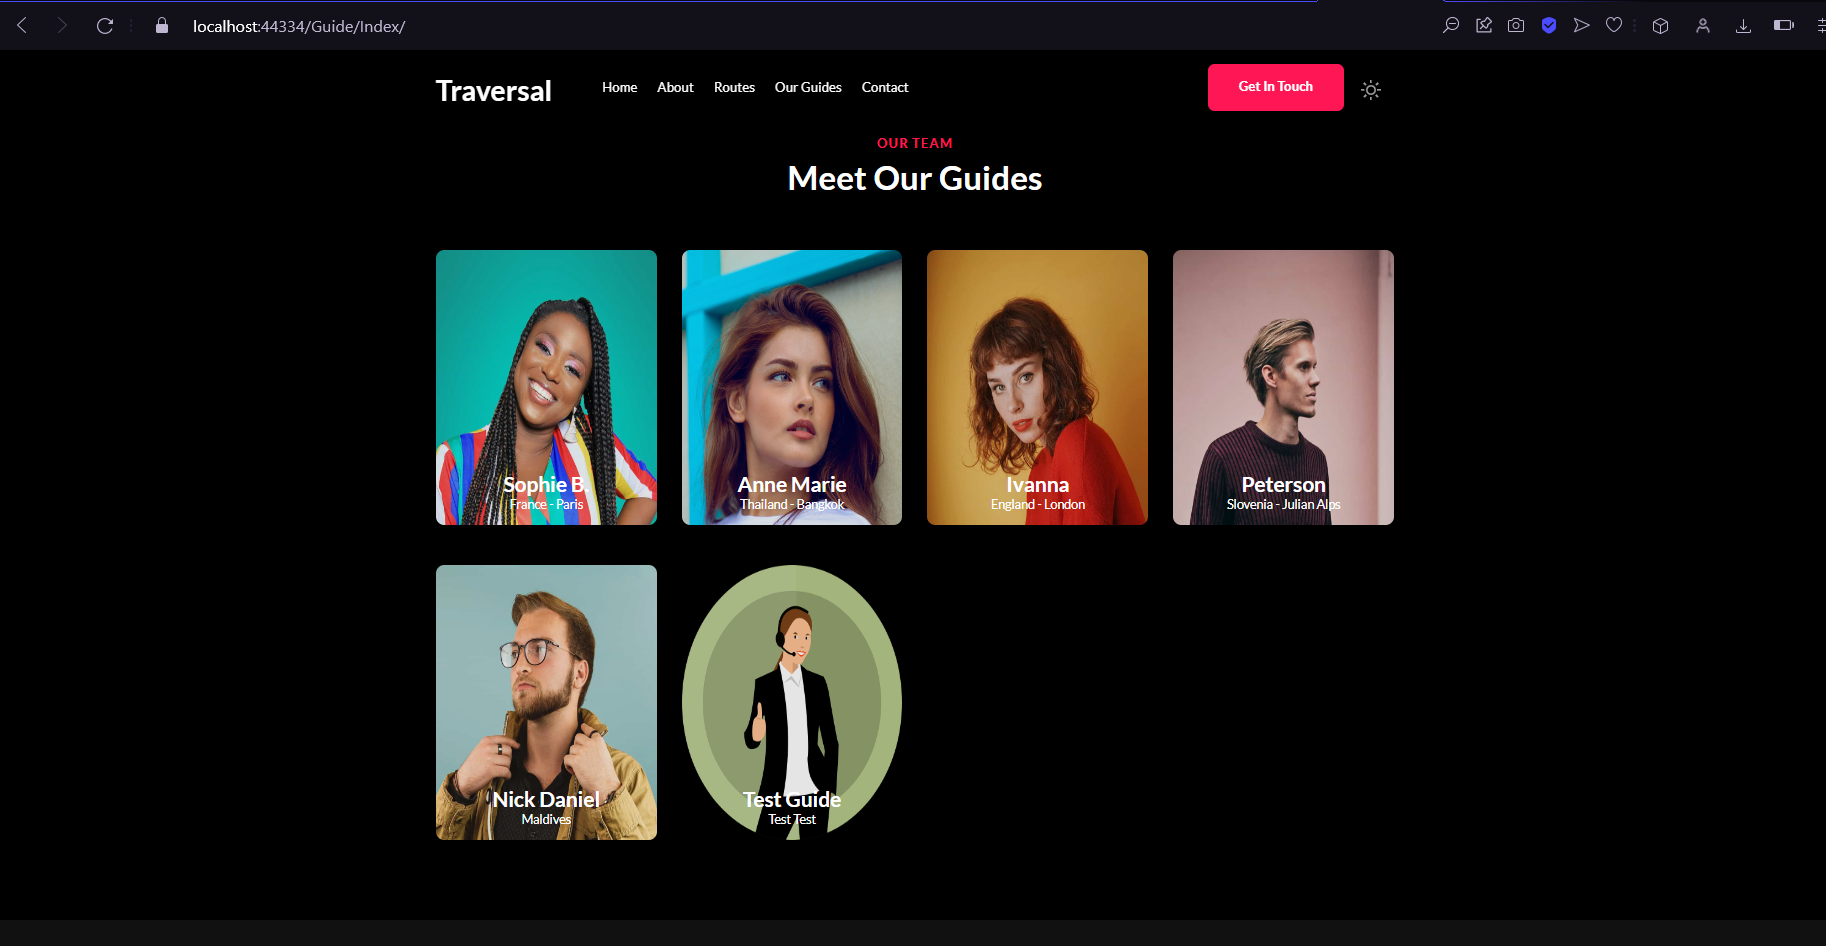 localhost:44334/Guide/Index/
Traversal
Home About Routes Our Guides Contact
Get In Touch
OUR TEAM
Meet Our Guides
Sophie B.
France - Paris
Anne Marie
Thailand - Bangkok
Ivanna
England - London
Peterson
Slovenia - Julian Alps
Nick Daniel
Maldives
Test Guide
Test Test